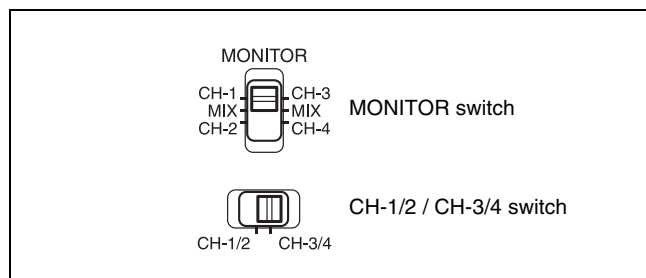 MONITOR
CH-1 CH-3
MIX MIX MONITOR switch
CH-2 CH-4
CH-1/2 / CH-3/4 switch
CH-1/2 CH-3/4